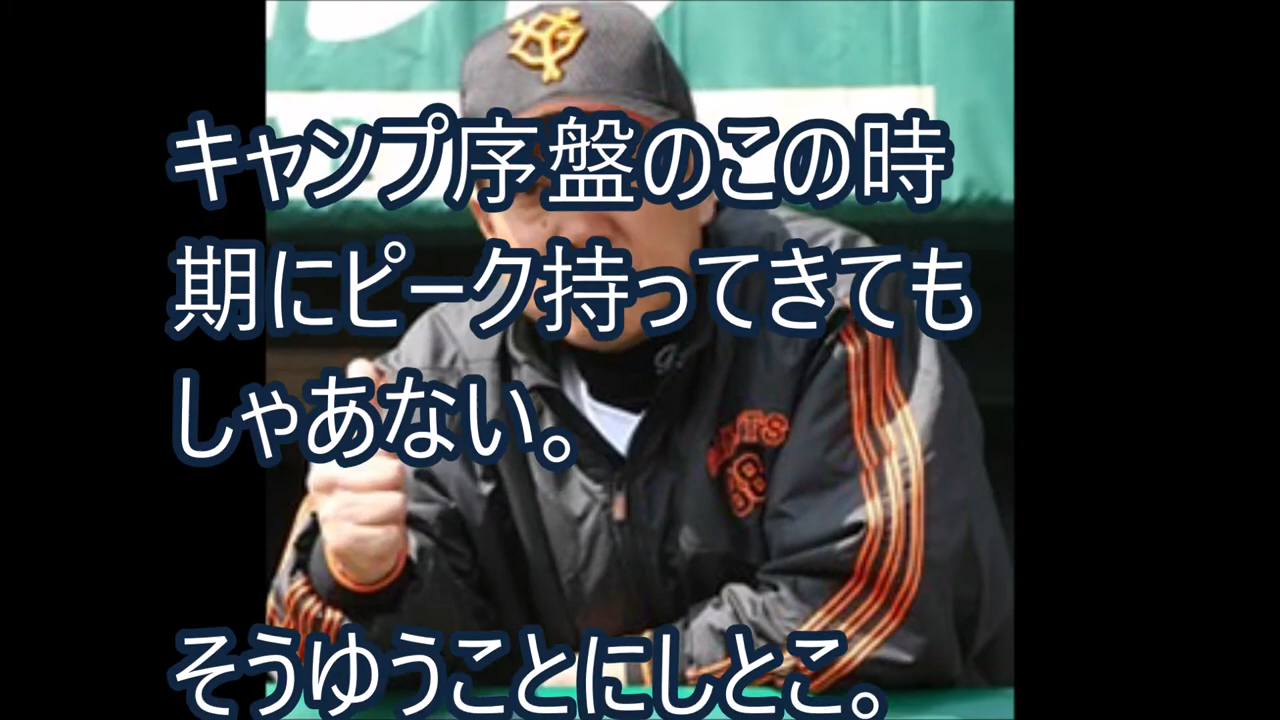 キャンプ序盤のこの時
期にピーク持ってきても
しゃあない。
そうゆうことにしとこ。
88